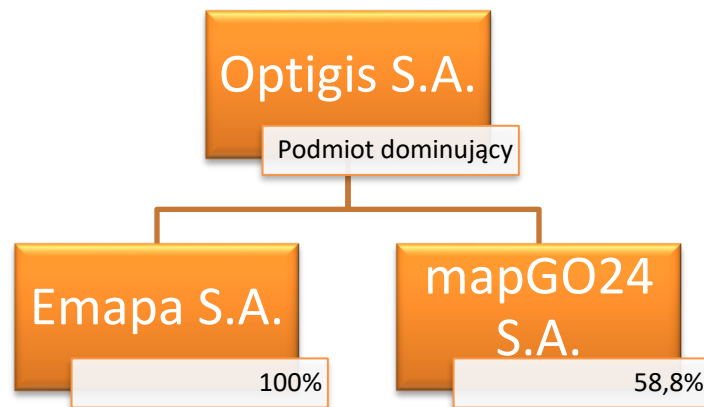 Optigis S.A.
Podmiot dominujący
Emapa S.A.
100%
mapGO24
S.A.
58,8%